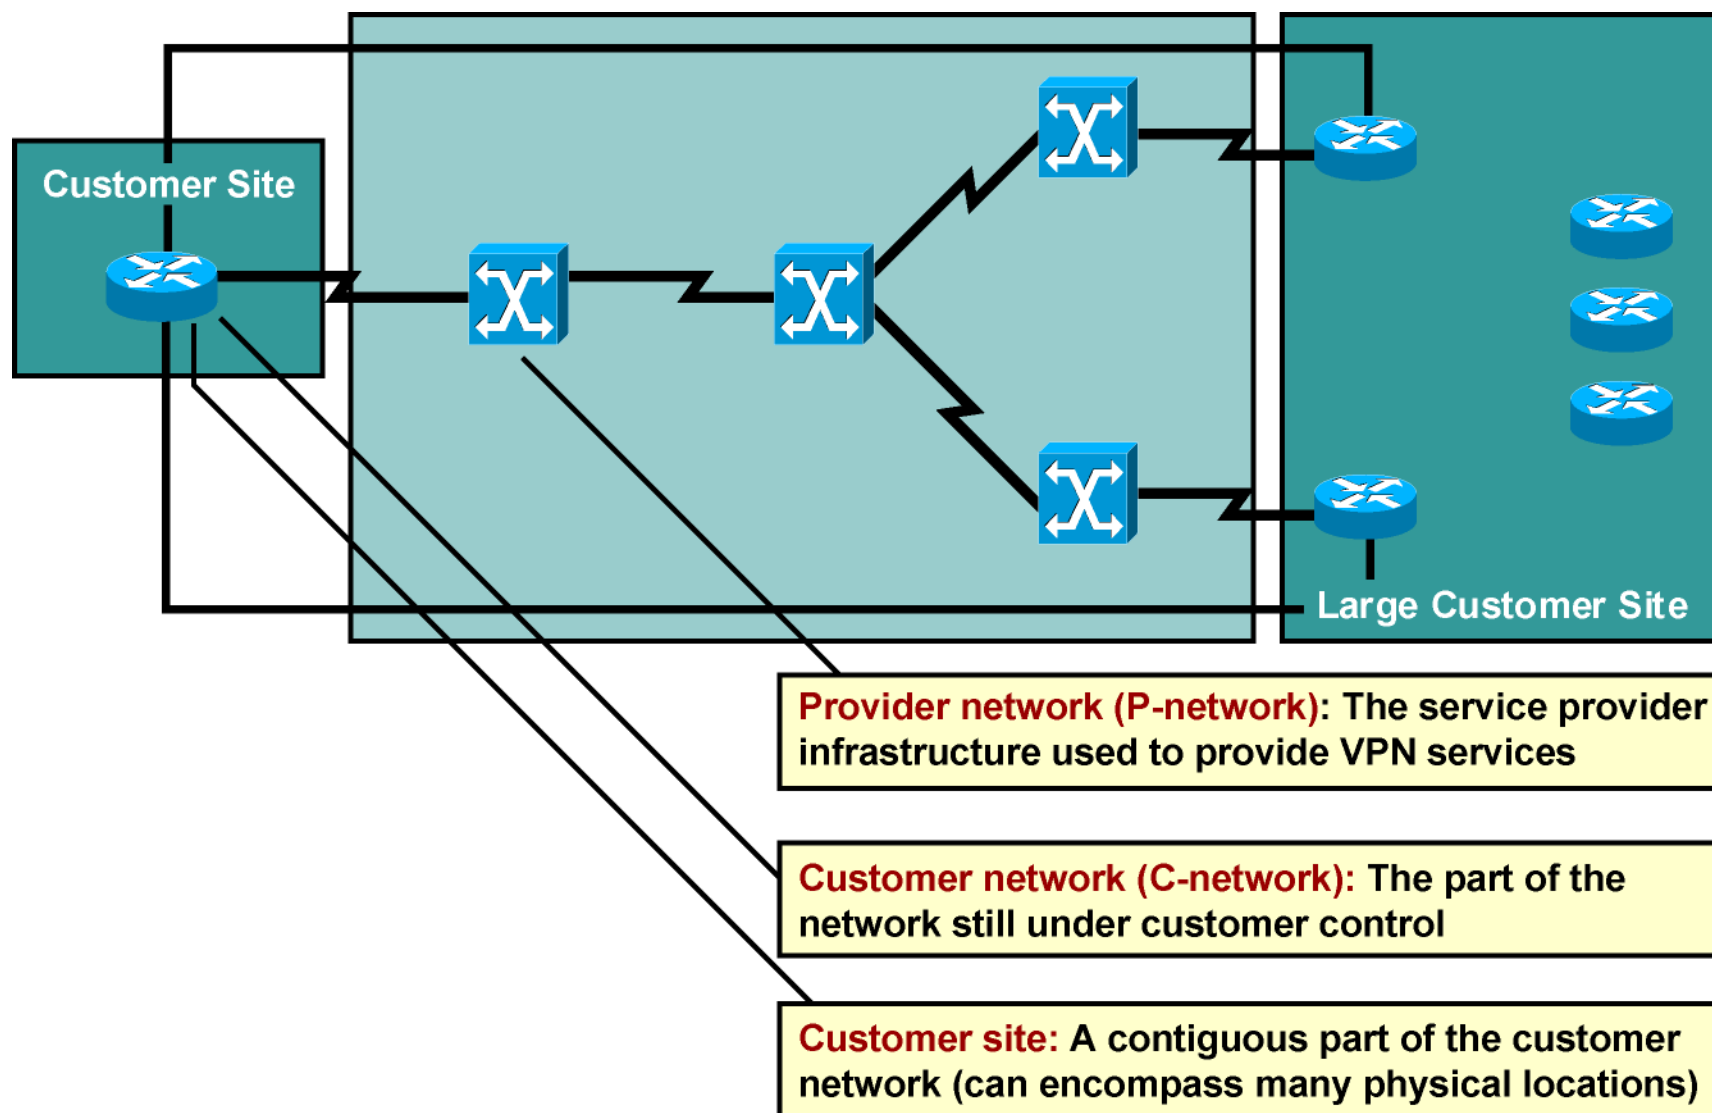 Customer Site
Large Customer Site
Provider network (P-network): The service provider
infrastructure used to provide VPN services
Customer network (C-network): The part of the
network still under customer control
Customer site: A contiguous part of the customer
network (can encompass many physical locations)